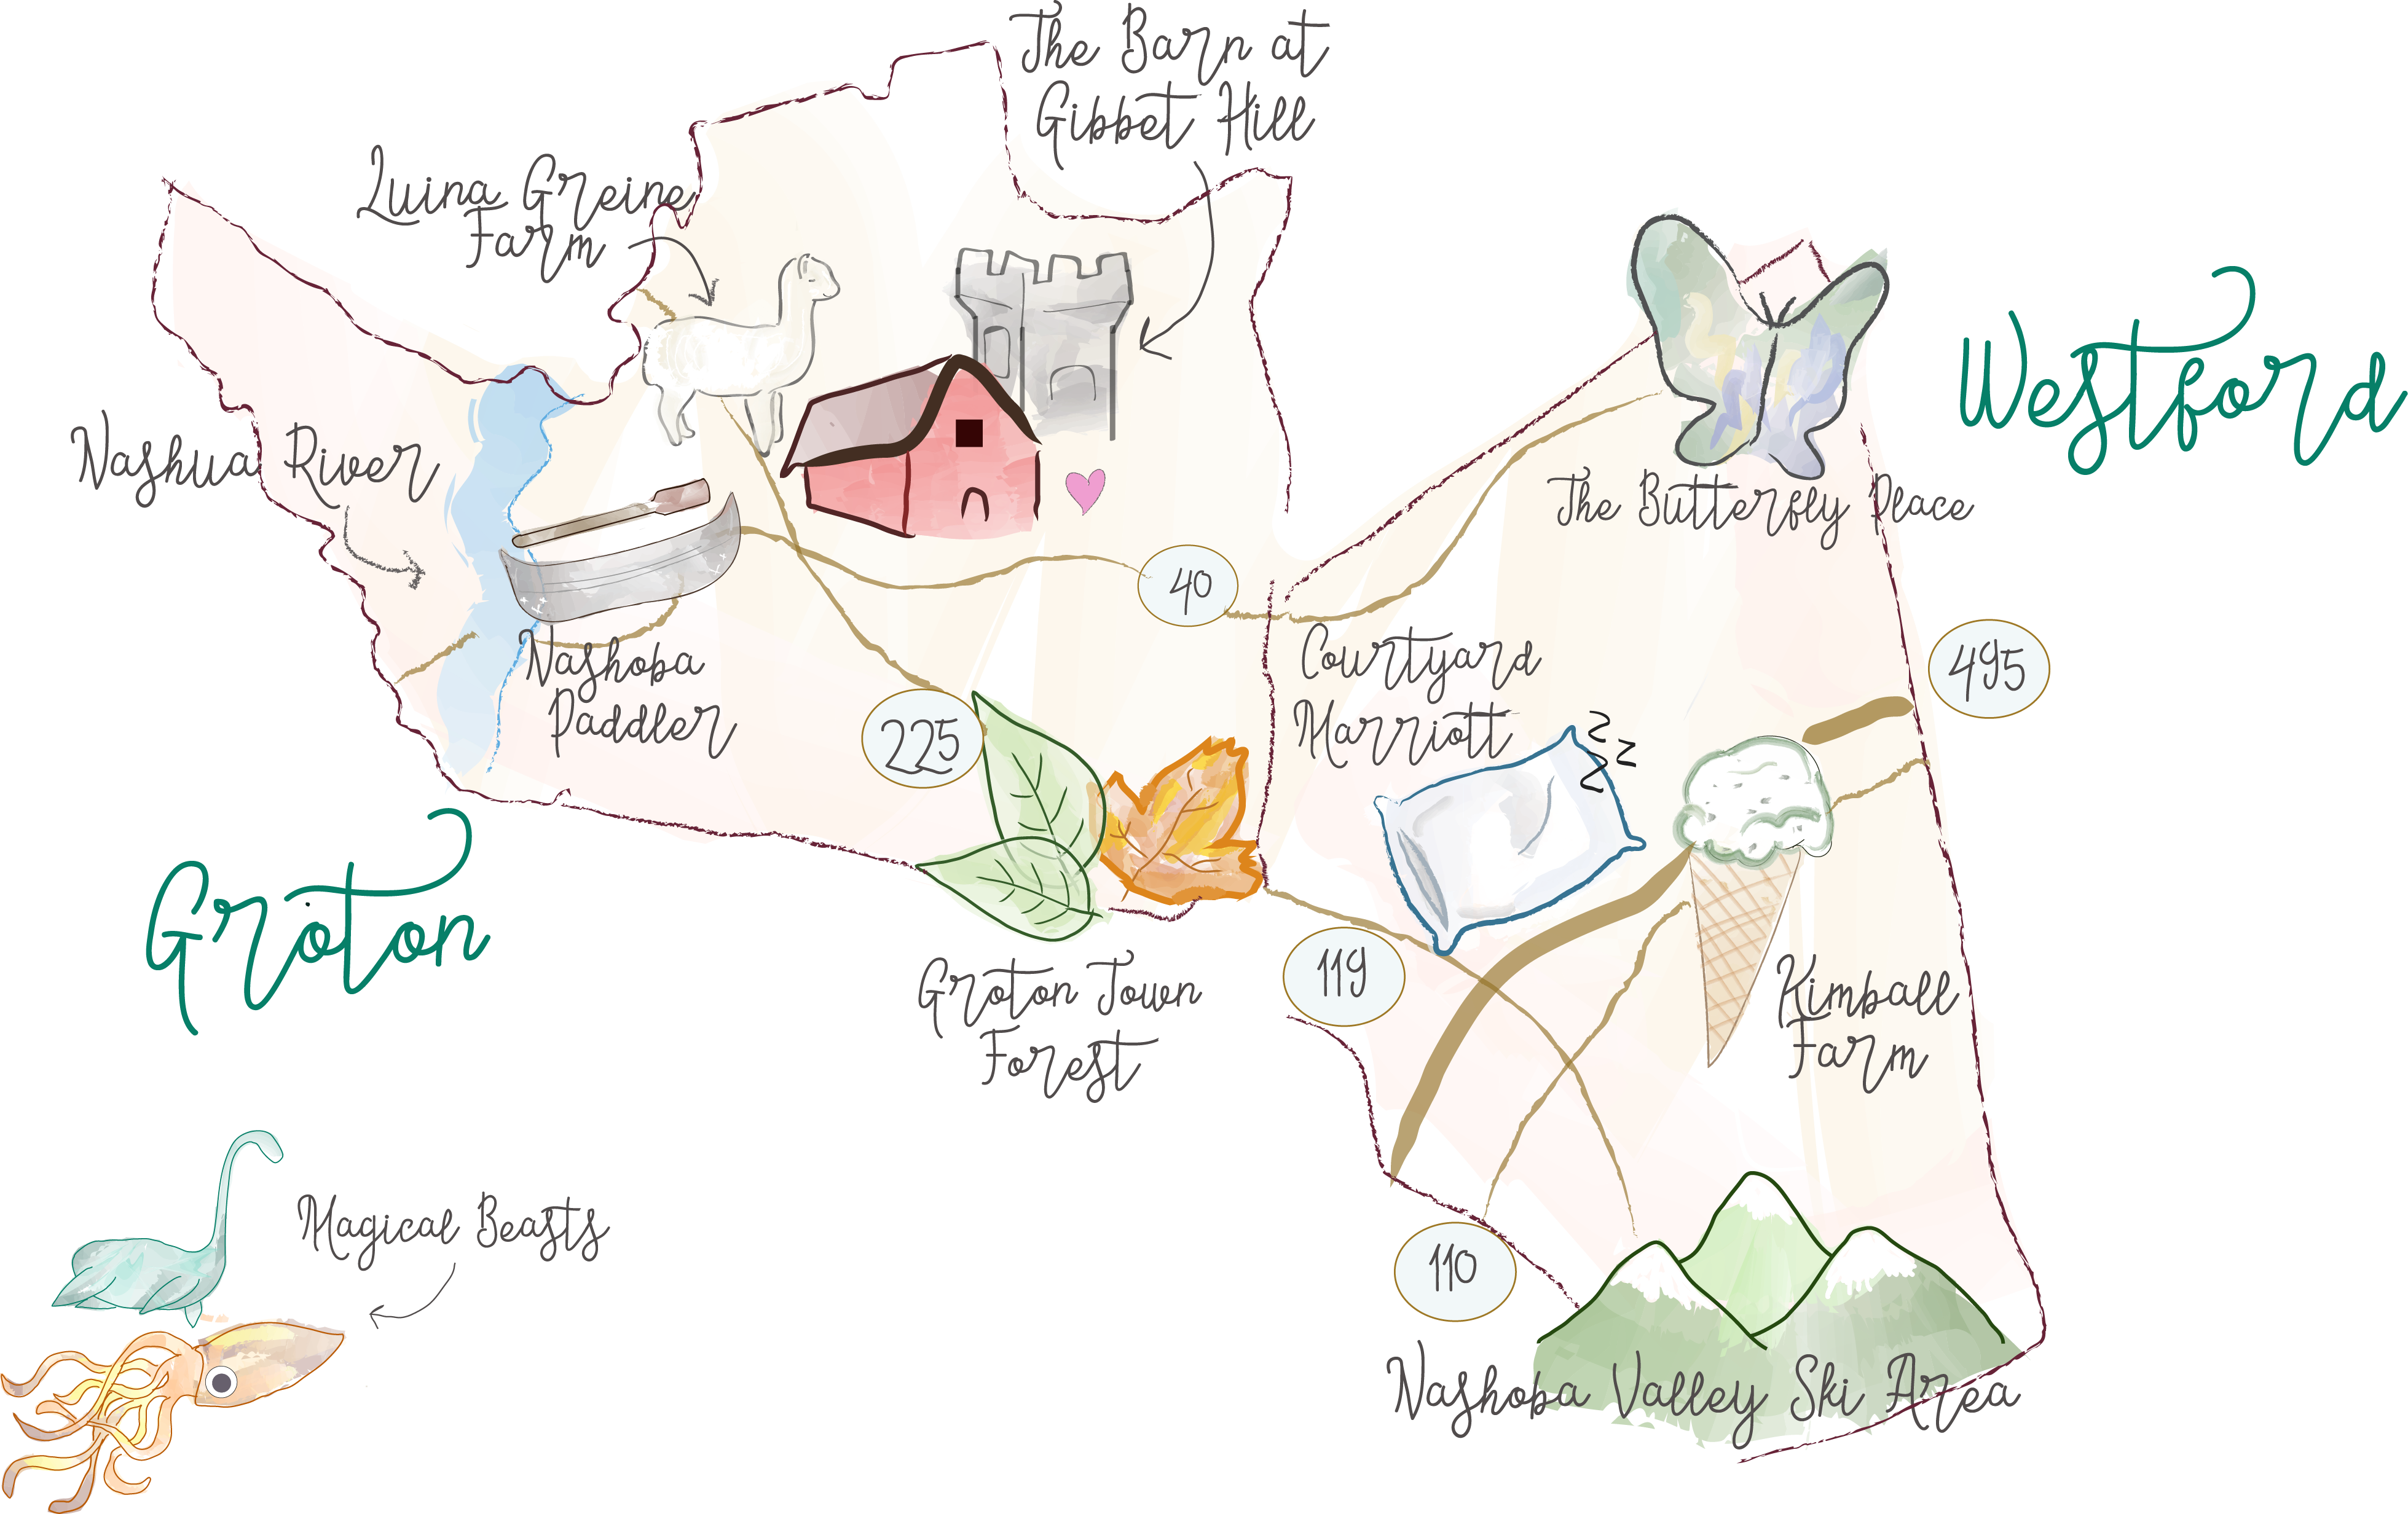 The Barn at
Gibbet Hill
Luina Greine
Farm
Nashua River
Westford
The Butterfly Place
40
Nashoba
Paddler
Courtyard
Marriott
z
z
z
495
225
Groton
Groton Town
Forest
119
Kimball
Farm
Magical Beasts
110
Nashoba Valley Ski Area